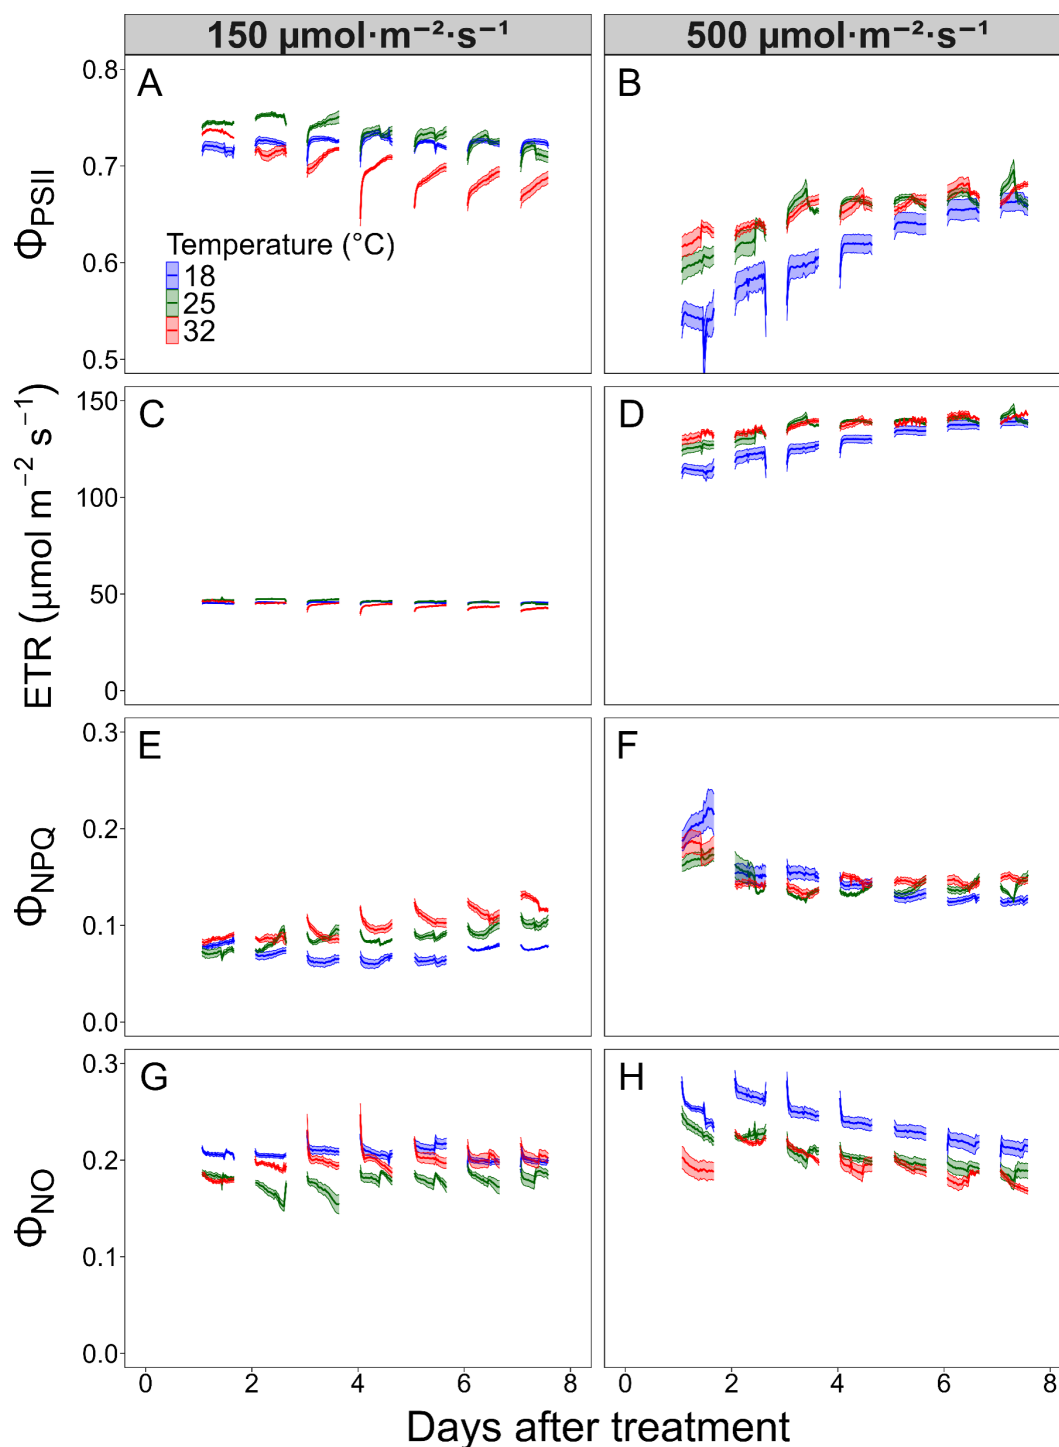 150 µmol·m⁻²·s⁻¹
500 µmol·m⁻²·s⁻¹
A
B
ΦPSII
0.8
0.7
0.6
0.5
Temperature (°C)
18
25
32
C
D
ETR (µmol m⁻² s⁻¹)
150
100
50
0
E
F
ΦNPQ
0.3
0.2
0.1
0.0
G
H
ΦNO
0.3
0.2
0.1
0.0
0 2 4 6 8
0 2 4 6 8
Days after treatment